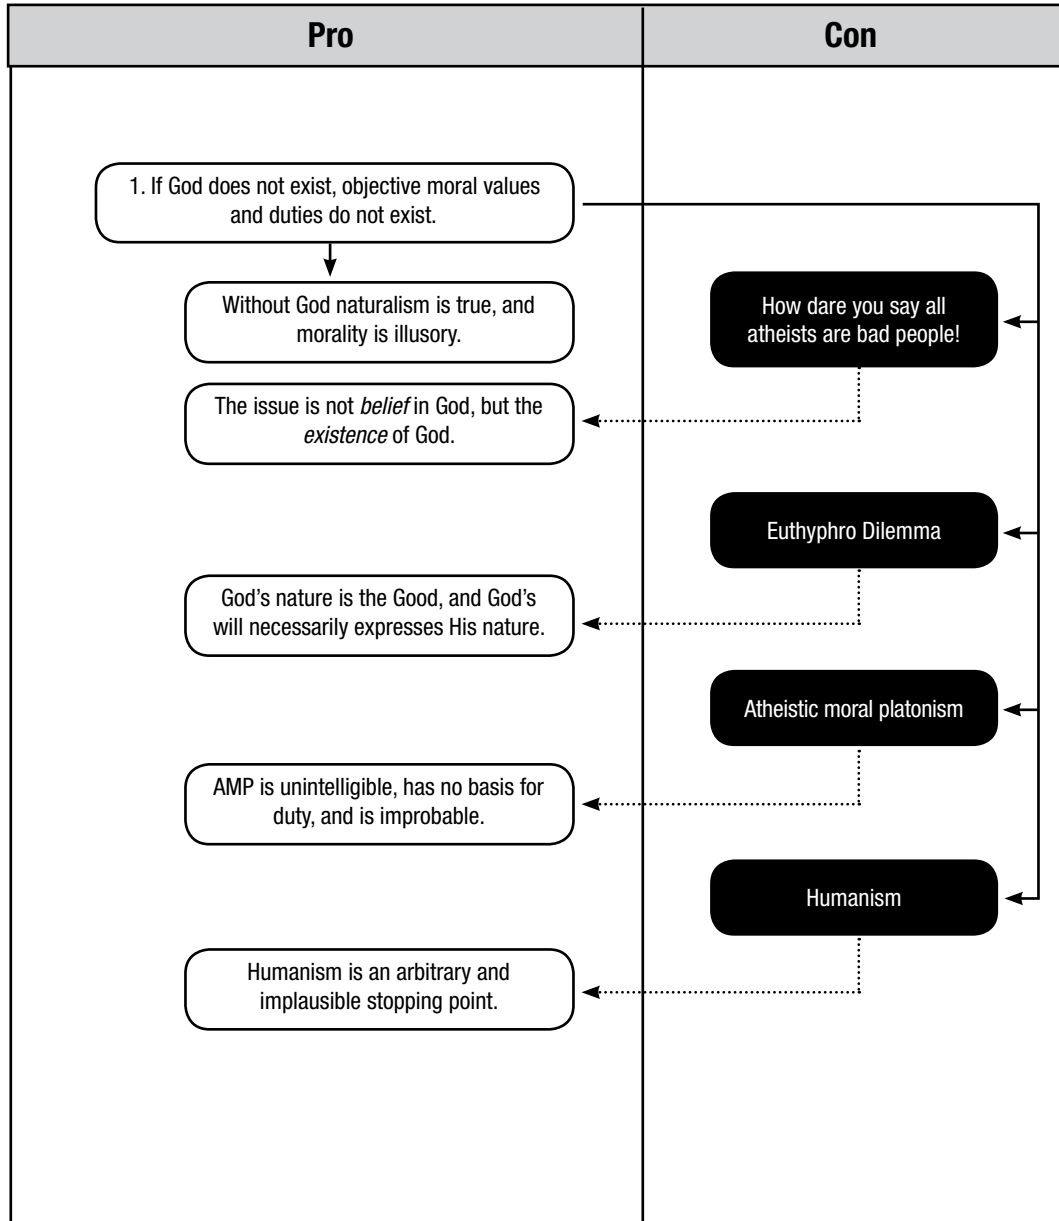 Pro
Con
1. If God does not exist, objective moral values
and duties do not exist.
Without God naturalism is true, and
morality is illusory.
How dare you say all
atheists are bad people!
The issue is not belief in God, but the
existence of God.
Euthyphro Dilemma
God’s nature is the Good, and God’s
will necessarily expresses His nature.
Atheistic moral platonism
AMP is unintelligible, has no basis for
duty, and is improbable.
Humanism
Humanism is an arbitrary and
implausible stopping point.